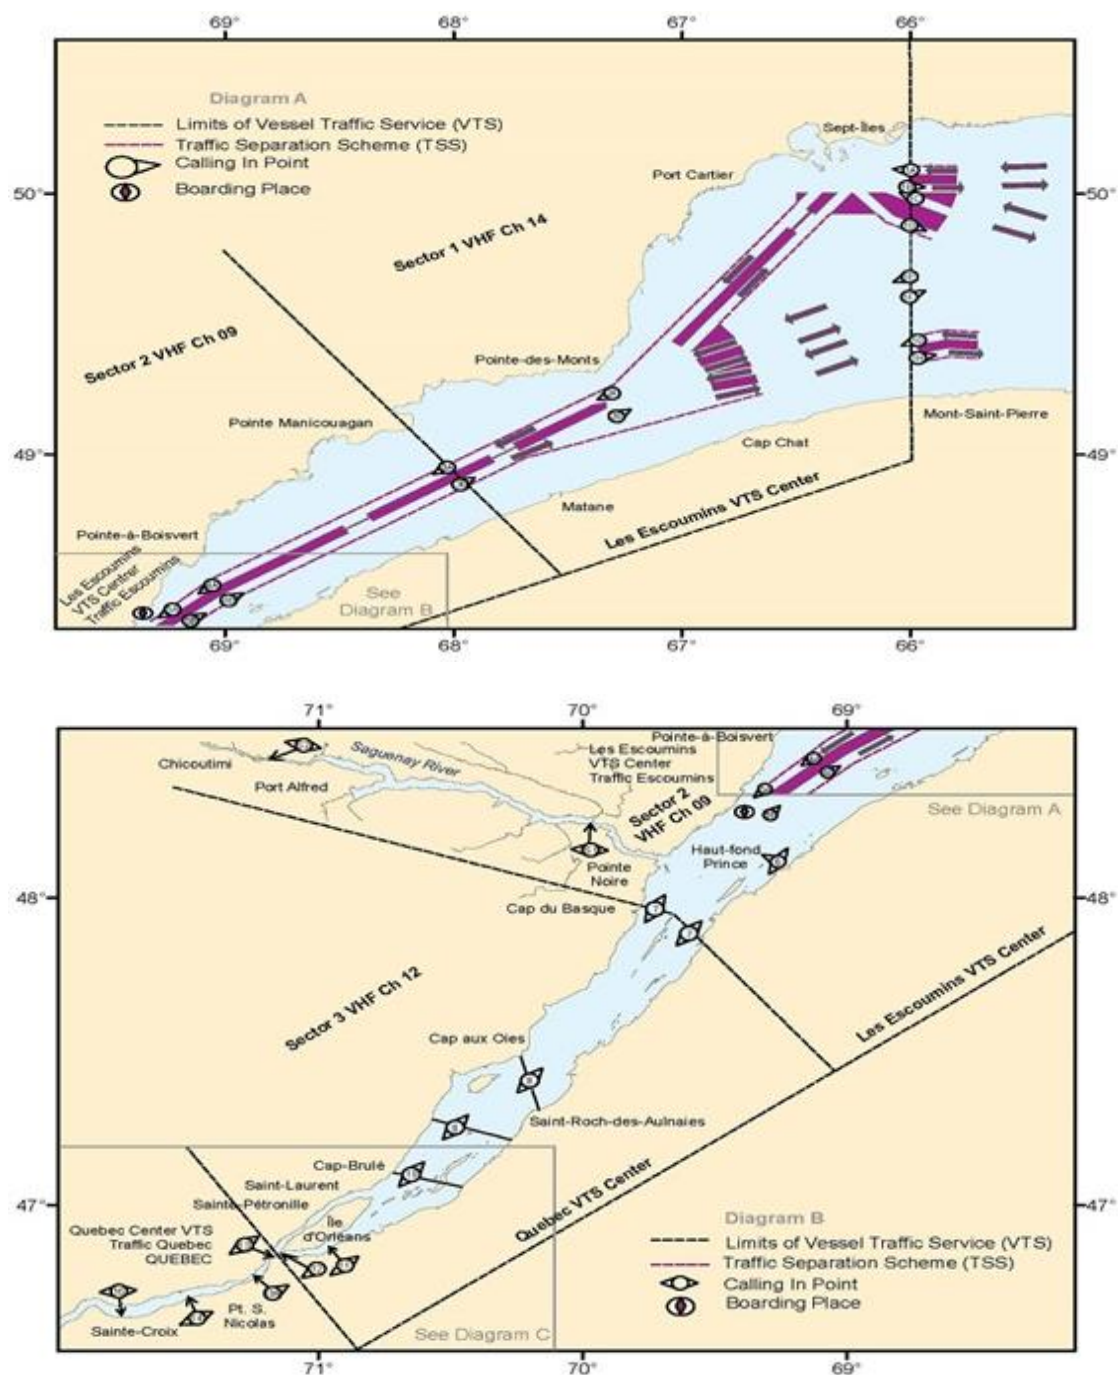 69°
68°
67°
66°
Diagram A
Limits of Vessel Traffic Service (VTS)
Traffic Separation Scheme (TSS)
Calling In Point
Boarding Place
Sept-Îles
Port Cartier
50°
50°
Sector 1 VHF Ch 14
Sector 2 VHF Ch 09
Pointe-des-Monts
Pointe Manicouagan
Mont-Saint-Pierre
Cap Chat
49°
49°
Matane
Les Escoumins VTS Center
Pointe-à-Boisvert
Les Escoumins
VTS Centrer
Traffic Escoumins
See
Diagram B
69°
68°
67°
66°
71°
70°
69°
Pointe-à-Boisvert
Saguenay River
Les Escoumins
VTS Center
Traffic Escoumins
Chicoutimi
Port Alfred
Sector 2
VHF Ch 09
See Diagram A
Haut-fond
Prince
Pointe
Noire
48°
48°
Cap du Basque
Les Escoumins VTS Center
Sector 3 VHF Ch 12
Cap aux Oies
Saint-Roch-des-Aulnaies
Cap-Brulé
Saint-Laurent
Sainte-Pétronille
47°
47°
Quebec VTS Center
Île
d'Orléans
Quebec Center VTS
Traffic Quebec
QUEBEC
Diagram B
Limits of Vessel Traffic Service (VTS)
Traffic Separation Scheme (TSS)
Calling In Point
Boarding Place
Pt. S.
Nicolas
Sainte-Croix
See Diagram C
71°
70°
69°